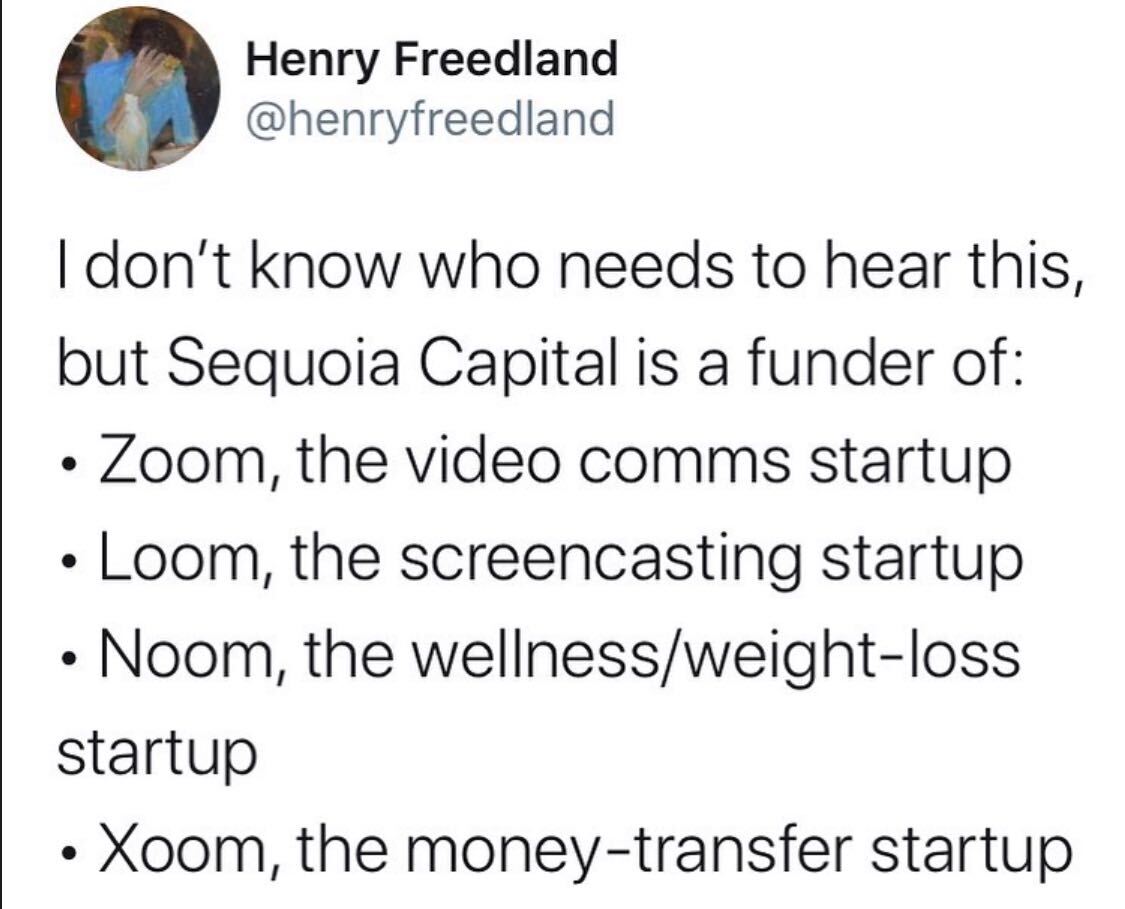 Henry Freedland
@henryfreedland
I don’t know who needs to hear this,
but Sequoia Capital is a funder of:
• Zoom, the video comms startup
• Loom, the screencasting startup
• Noom, the wellness/weight-loss
startup
• Xoom, the money-transfer startup